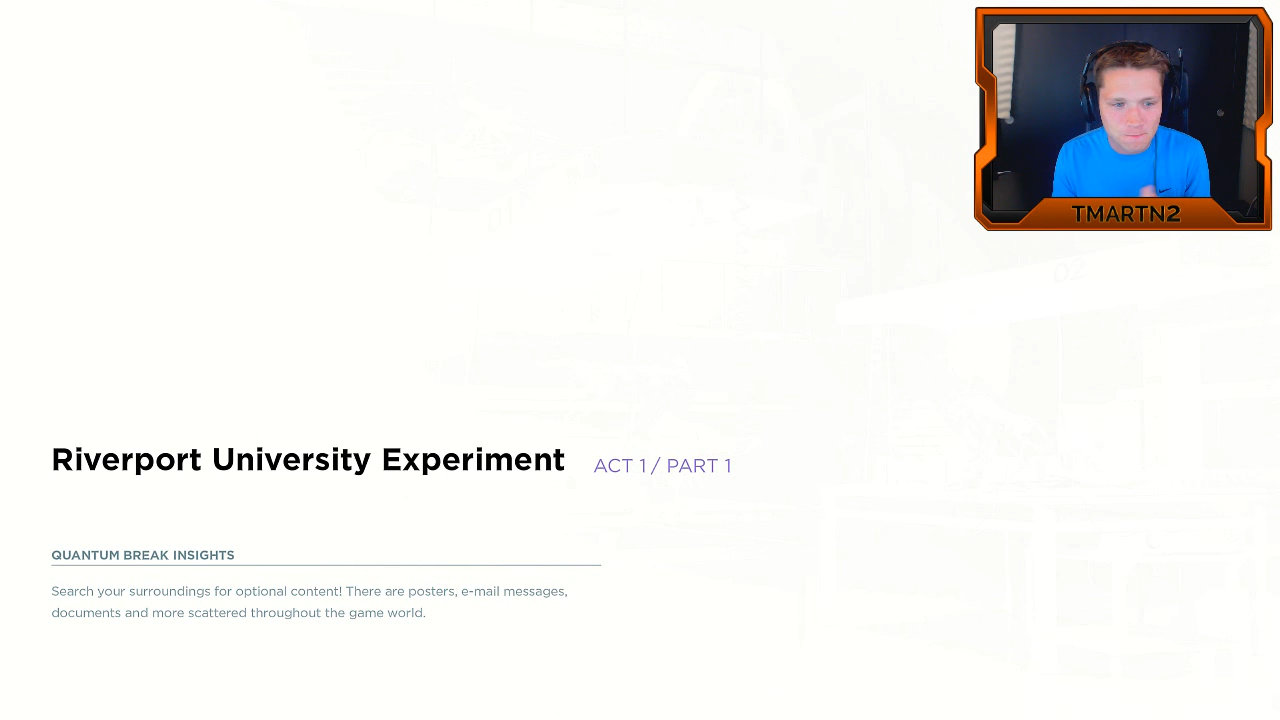 TMARTN2
02
Riverport University Experiment ACT 1 / PART 1
QUANTUM BREAK INSIGHTS
Search your surroundings for optional content! There are posters, e-mail messages,
documents and more scattered throughout the game world.